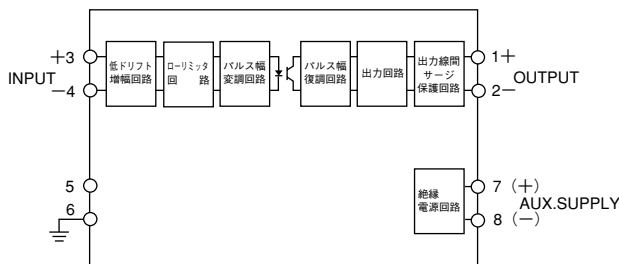 +3
INPUT
−4
低ドリフト
増幅回路
ローリミッタ
回　路
パルス幅
変調回路
パルス幅
復調回路
出力回路
出力線間
サージ
保護回路
1+
OUTPUT
2−
5
6
絶縁
電源回路
7（+）
AUX.SUPPLY
8（−）